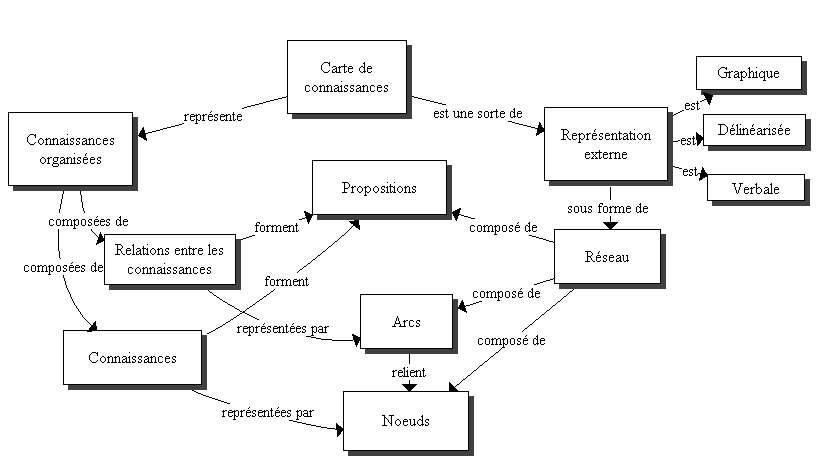 Carte de
connaissances
Graphique
représente
est une sorte de
est
Connaissances
organisées
Représentation
externe
est
Délinéarisée
est
Verbale
Propositions
composées de
forment
composé de
sous forme de
Relations entre les
connaissances
Réseau
composées de
forment
composé de
Arcs
représentées par
composé de
Connaissances
relient
représentées par
Noeuds